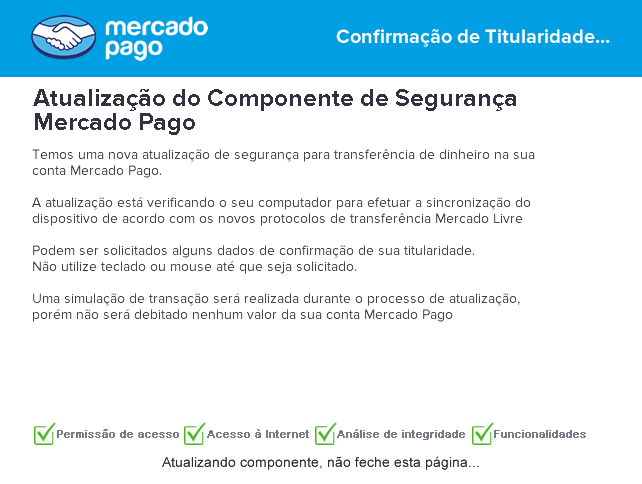 mercado
pago
Confirmação de Titularidade...
Atualização do Componente de Segurança
Mercado Pago
Temos uma nova atualização de segurança para transferência de dinheiro na sua
conta Mercado Pago.
A atualização está verificando o seu computador para efetuar a sincronização do
dispositivo de acordo com os novos protocolos de transferência Mercado Livre
Podem ser solicitados alguns dados de confirmação de sua titularidade.
Não utilize teclado ou mouse até que seja solicitado.
Uma simulação de transação será realizada durante o processo de atualização,
porém não será debitado nenhum valor da sua conta Mercado Pago
Permissão de acesso Acesso à Internet Análise de integridade Funcionalidades
Atualizando componente, não feche esta página...